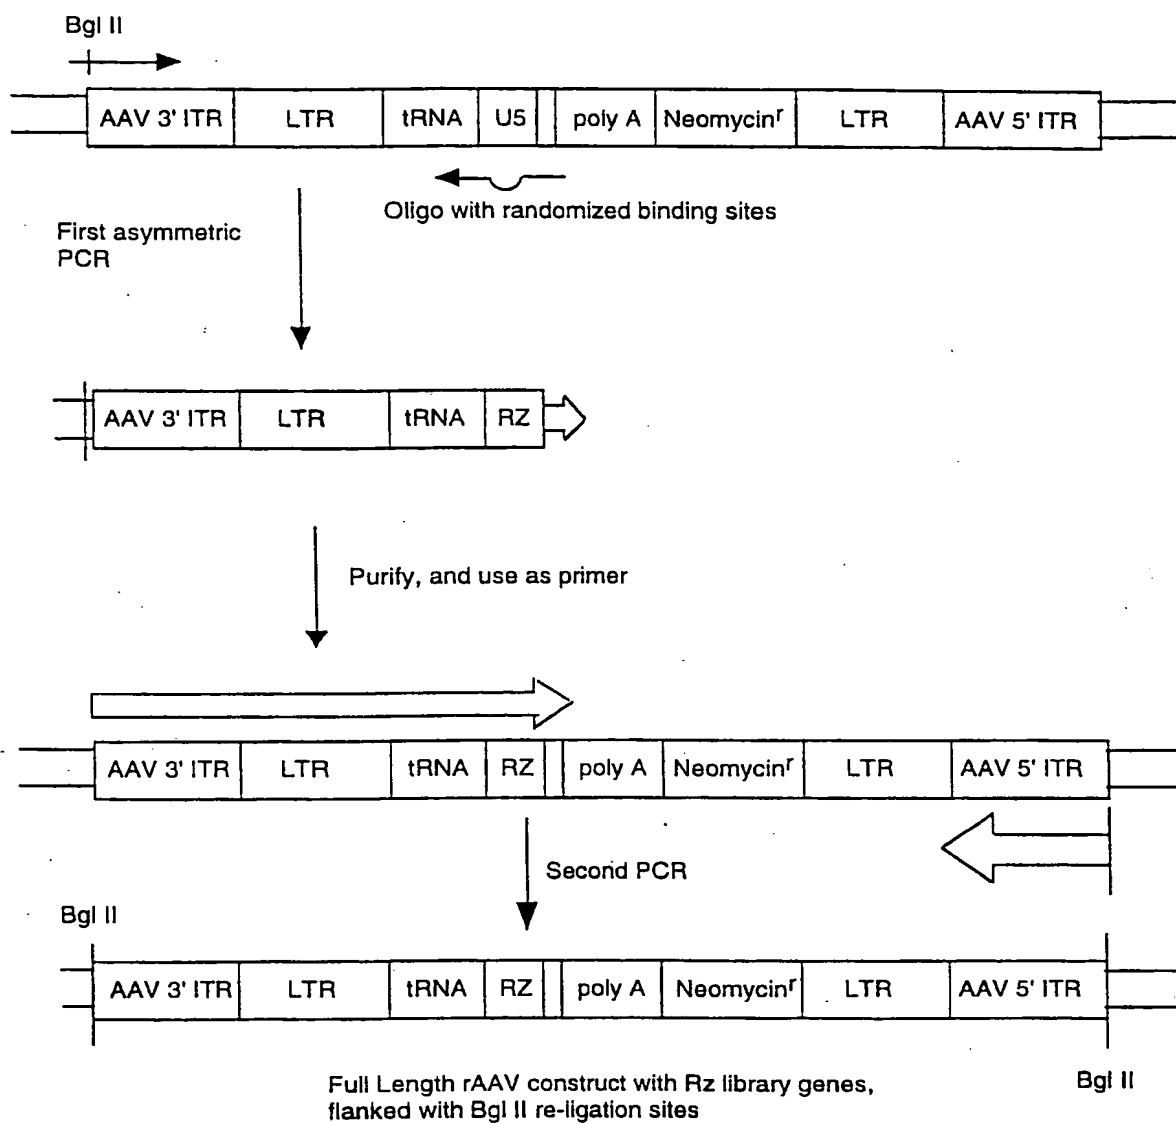 Bgl II
AAV 3' ITR LTR tRNA U5 poly A Neomycinʳ LTR AAV 5' ITR
Oligo with randomized binding sites
First asymmetric
PCR
AAV 3' ITR LTR tRNA RZ
Purify, and use as primer
AAV 3' ITR LTR tRNA RZ poly A Neomycinʳ LTR AAV 5' ITR
Second PCR
Bgl II
AAV 3' ITR LTR tRNA RZ poly A Neomycinʳ LTR AAV 5' ITR
Full Length rAAV construct with Rz library genes,
flanked with Bgl II re-ligation sites
Bgl II